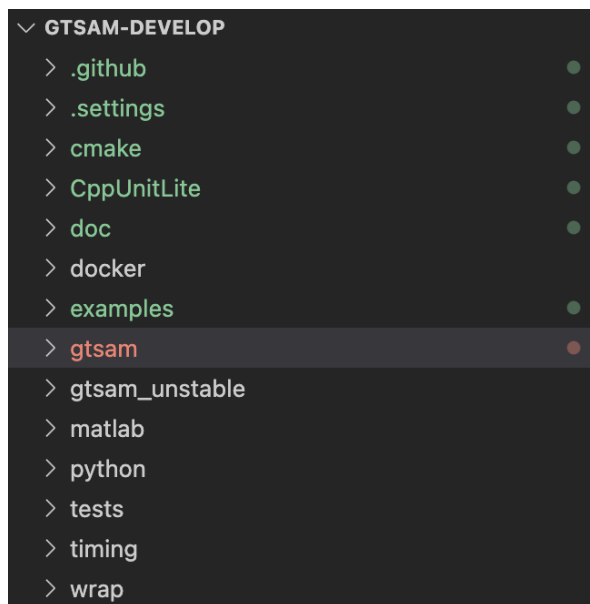 GTSAM-DEVELOP
.github
.settings
cmake
CppUnitLite
doc
docker
examples
gtsam
gtsam_unstable
matlab
python
tests
timing
wrap